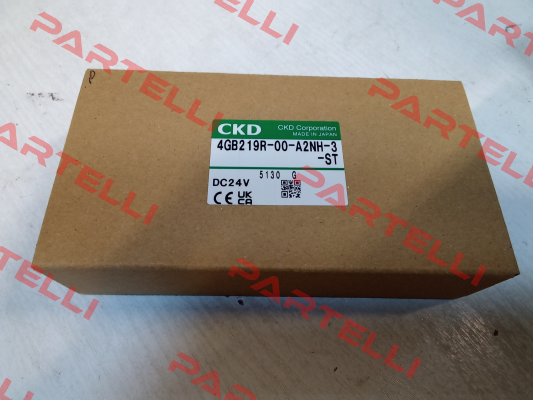 CKD
CKD Corporation
MADE IN JAPAN
4GB219R-00-A2NH-3
-ST
5130 G
DC24V
CE UK
CA
PARTELLI
PARTELLI
PARTELLI
PARTELLI
PARTELLI
PARTELLI